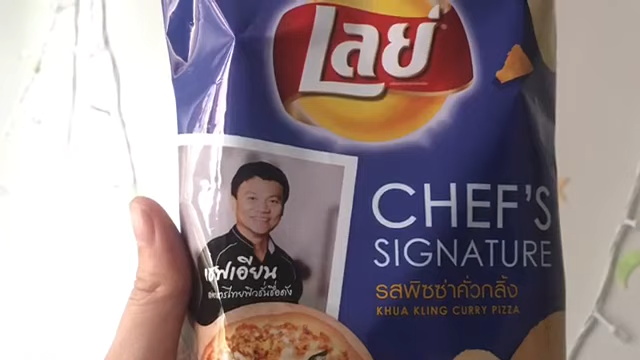 เลย์
CHEF'S
SIGNATURE
เชฟเอียน
รสพิซซ่าคั่วกลิ้ง
KHUA KLING CURRY PIZZA